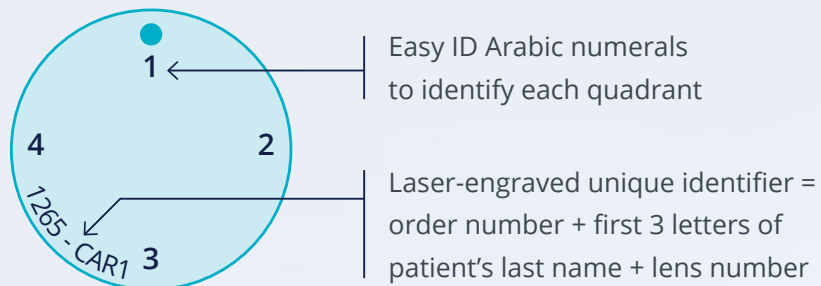 1
Easy ID Arabic numerals
to identify each quadrant
4
2
1265 - CAR1
3
Laser-engraved unique identifier =
order number + first 3 letters of
patient’s last name + lens number